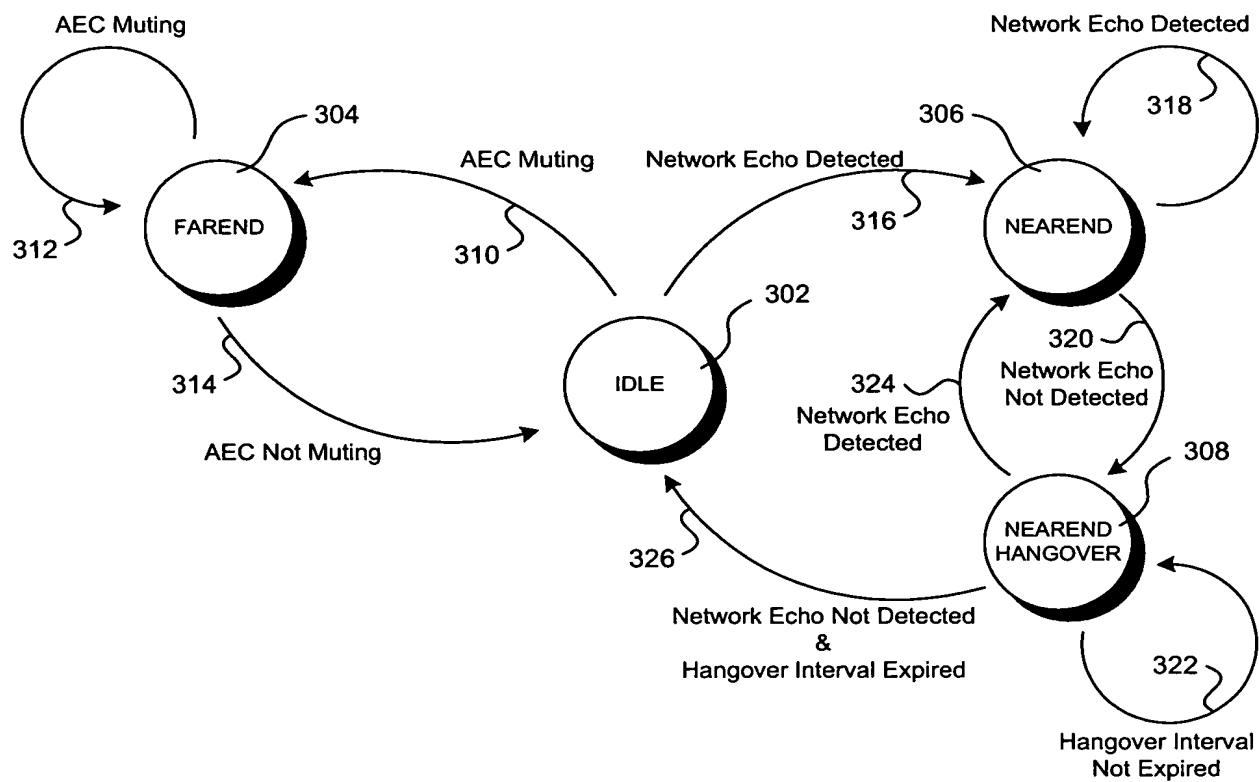 AEC Muting
Network Echo Detected
304
306
318
AEC Muting
Network Echo Detected
312
FAREND
310
316
NEAREND
302
314
IDLE
320
324
Network Echo
Not Detected
Network Echo
Detected
AEC Not Muting
308
326
NEAREND
HANGOVER
Network Echo Not Detected
&
Hangover Interval Expired
322
Hangover Interval
Not Expired